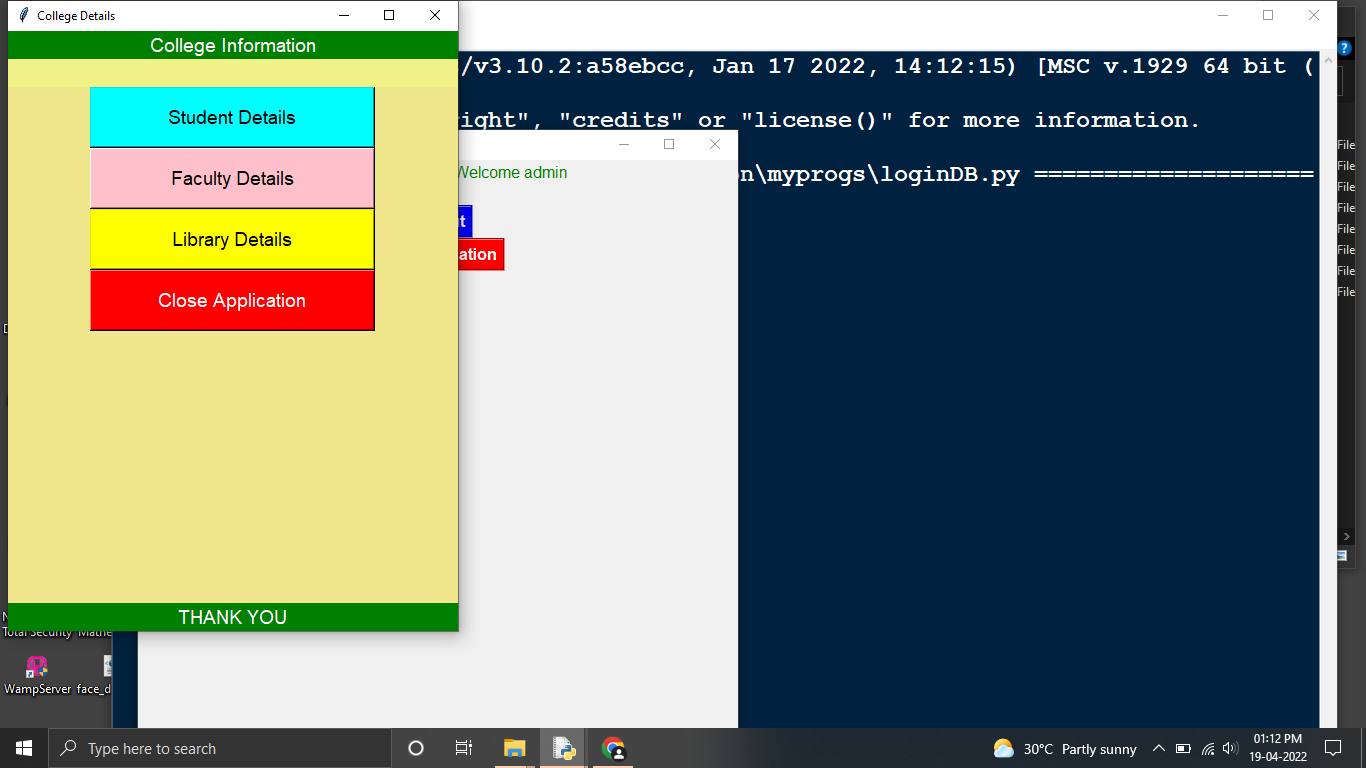 College Details
College Information
Student Details
Faculty Details
Library Details
Close Application
THANK YOU
/v3.10.2:a58ebcc, Jan 17 2022, 14:12:15) [MSC v.1929 64 bit (
ight", "credits" or "license()" for more information.
n\myprogs\loginDB.py ====================
Welcome admin
t
ation
File
File
File
File
File
File
File
File
Total Security Mathe
WampServer face_d
Type here to search
30°C Partly sunny
01:12 PM
19-04-2022